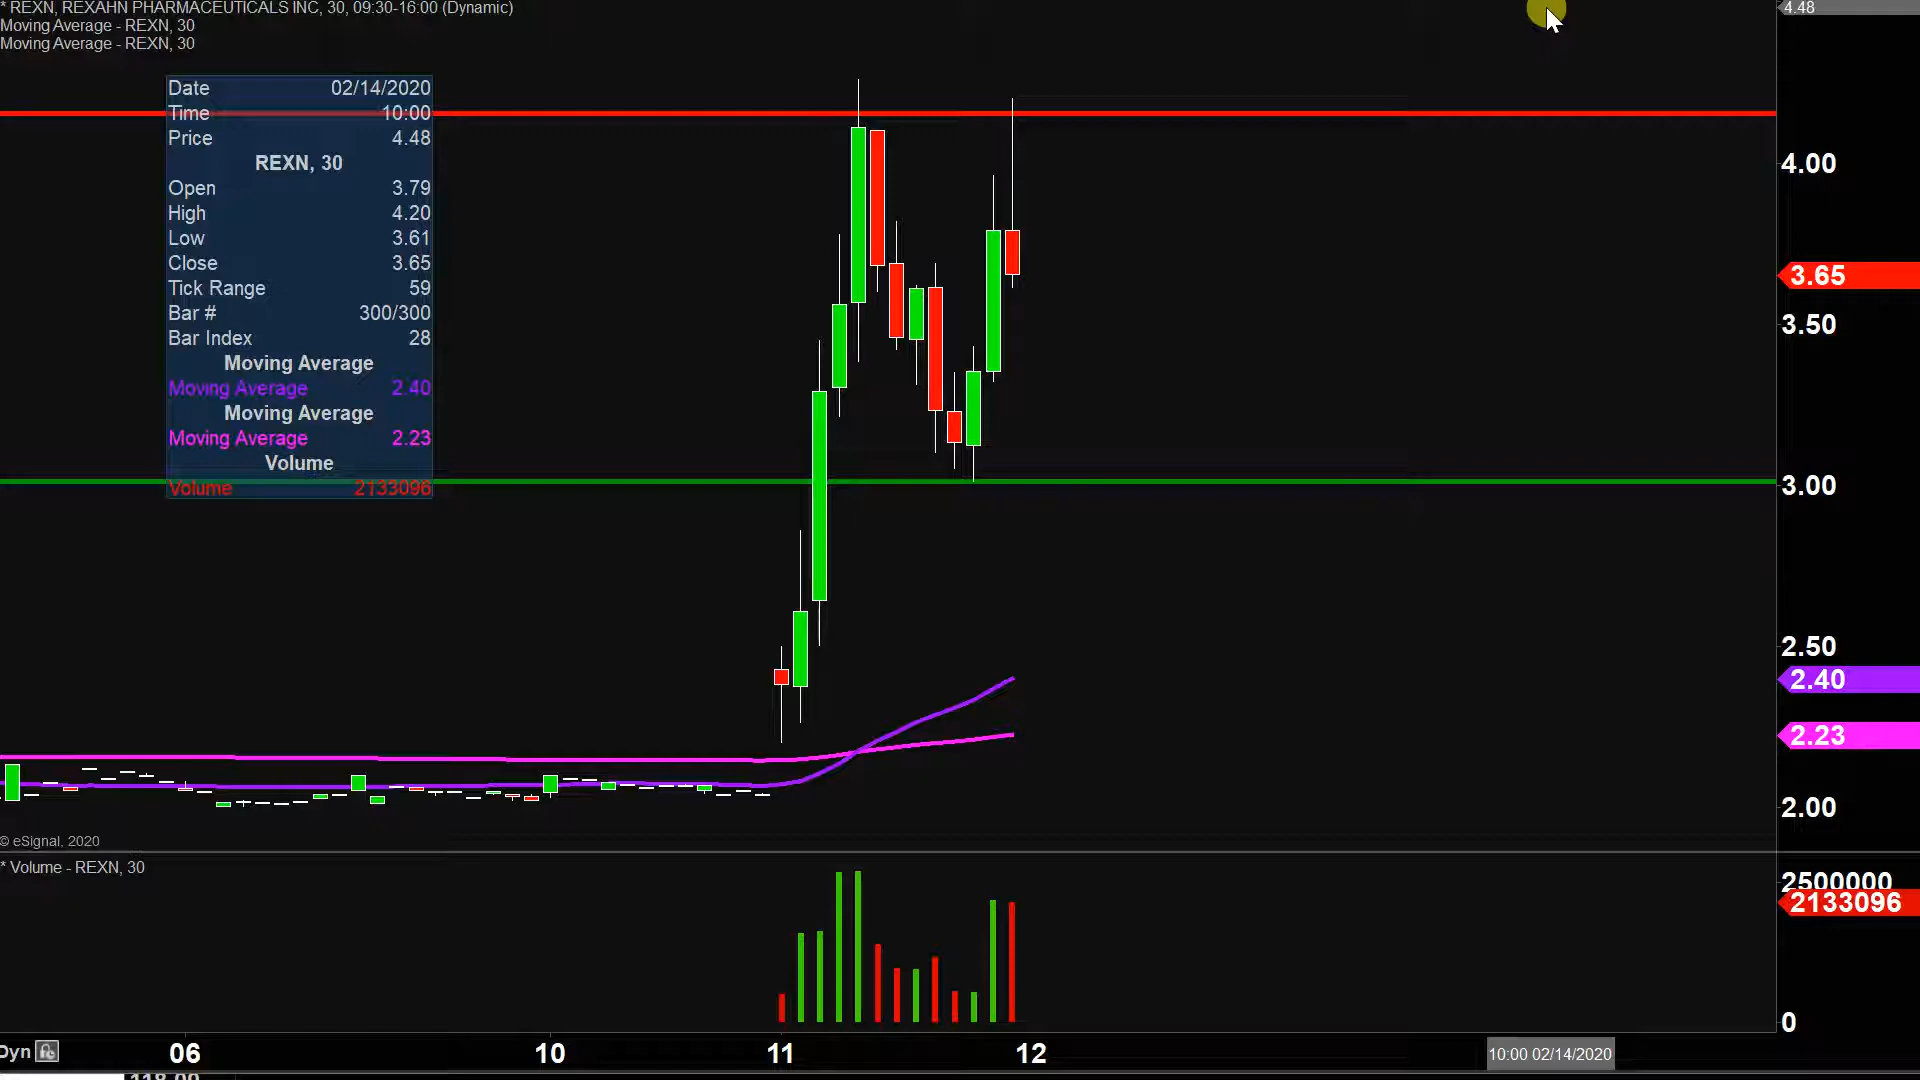 * REXN, REXAHN PHARMACEUTICALS INC, 30, 09:30-16:00 (Dynamic)
Moving Average - REXN, 30
Moving Average - REXN, 30
4.48
Date 02/14/2020
Time 10:00
Price 4.48
REXN, 30
Open 3.79
High 4.20
Low 3.61
Close 3.65
Tick Range 59
Bar # 300/300
Bar Index 28
Moving Average
Moving Average 2.40
Moving Average
Moving Average 2.23
Volume
Volume 2133096
4.00
3.65
3.50
3.00
2.50
2.40
2.23
2.00
© eSignal, 2020
* Volume - REXN, 30
2500000
2133096
0
Dyn
06
10
11
12
10:00 02/14/2020